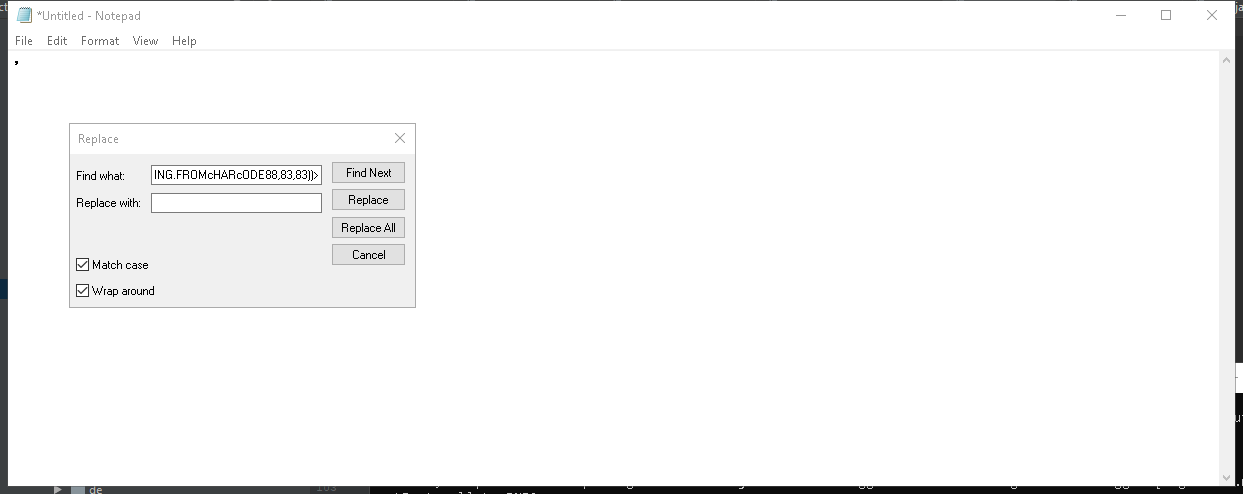 *Untitled - Notepad
File Edit Format View Help
,
Replace
Find what: ING.FROMcHARcODE88,83,83))> Find Next
Replace with: Replace
Replace All
Cancel
Match case
Wrap around
de